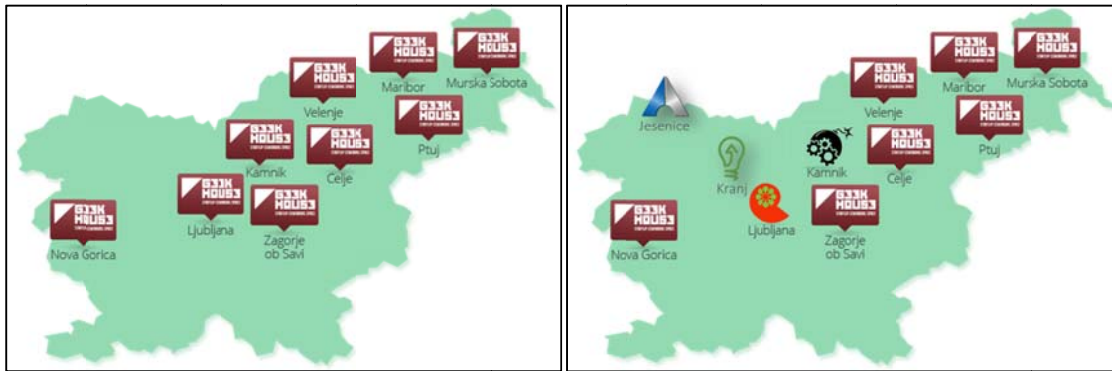 G33K
HOUS3
Murska Sobota
G33K
HOUS3
Maribor
G33K
HOUS3
Velenje
G33K
HOUS3
Ptuj
G33K
HOUS3
Kamnik
G33K
HOUS3
Celje
G33K
HOUS3
Ljubljana
G33K
HOUS3
Zagorje
ob Savi
G33K
HOUS3
Nova Gorica
G33K
HOUS3
Murska Sobota
G33K
HOUS3
Maribor
G33K
HOUS3
Velenje
Jesenice
G33K
HOUS3
Ptuj
Kranj
Kamnik
G33K
HOUS3
Celje
Ljubljana
G33K
HOUS3
Zagorje
ob Savi
G33K
HOUS3
Nova Gorica